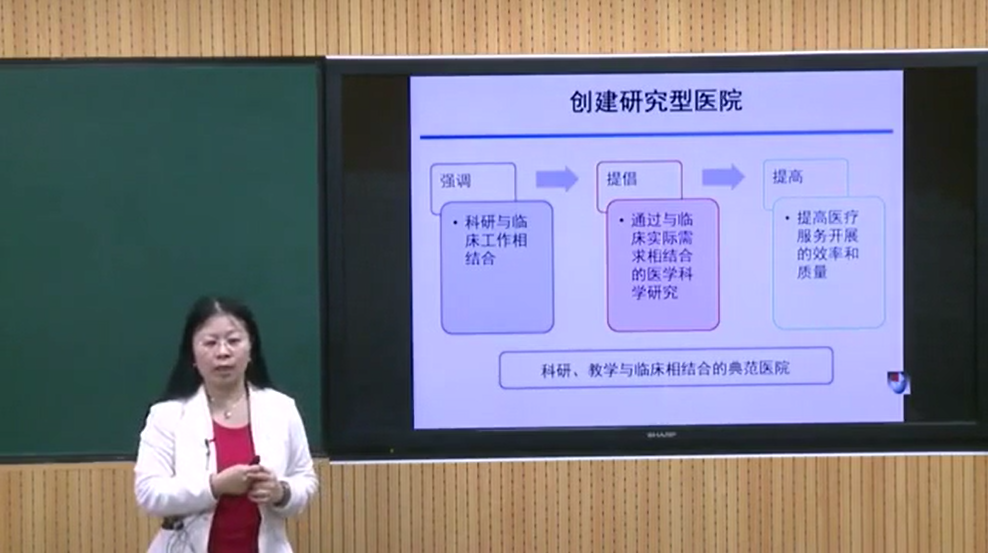 创建研究型医院
强调
提倡
提高
• 科研与临
床工作相
结合
• 通过与临
床实际需
求相结合
的医学科
学研究
• 提高医疗
服务开展
的效率和
质量
科研、教学与临床相结合的典范医院
SHARP